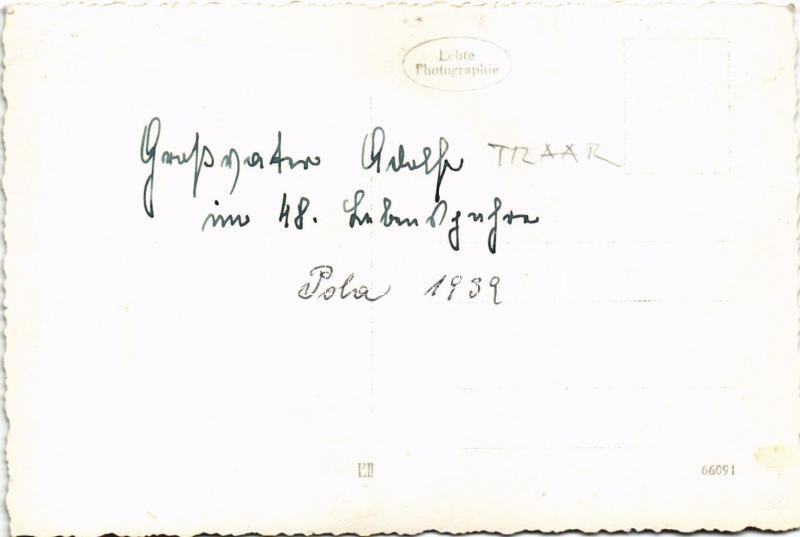 Echte
Photographie
Großvater Adolf TRAAR
im 48. Lebensjahre
Pola 1939
66091